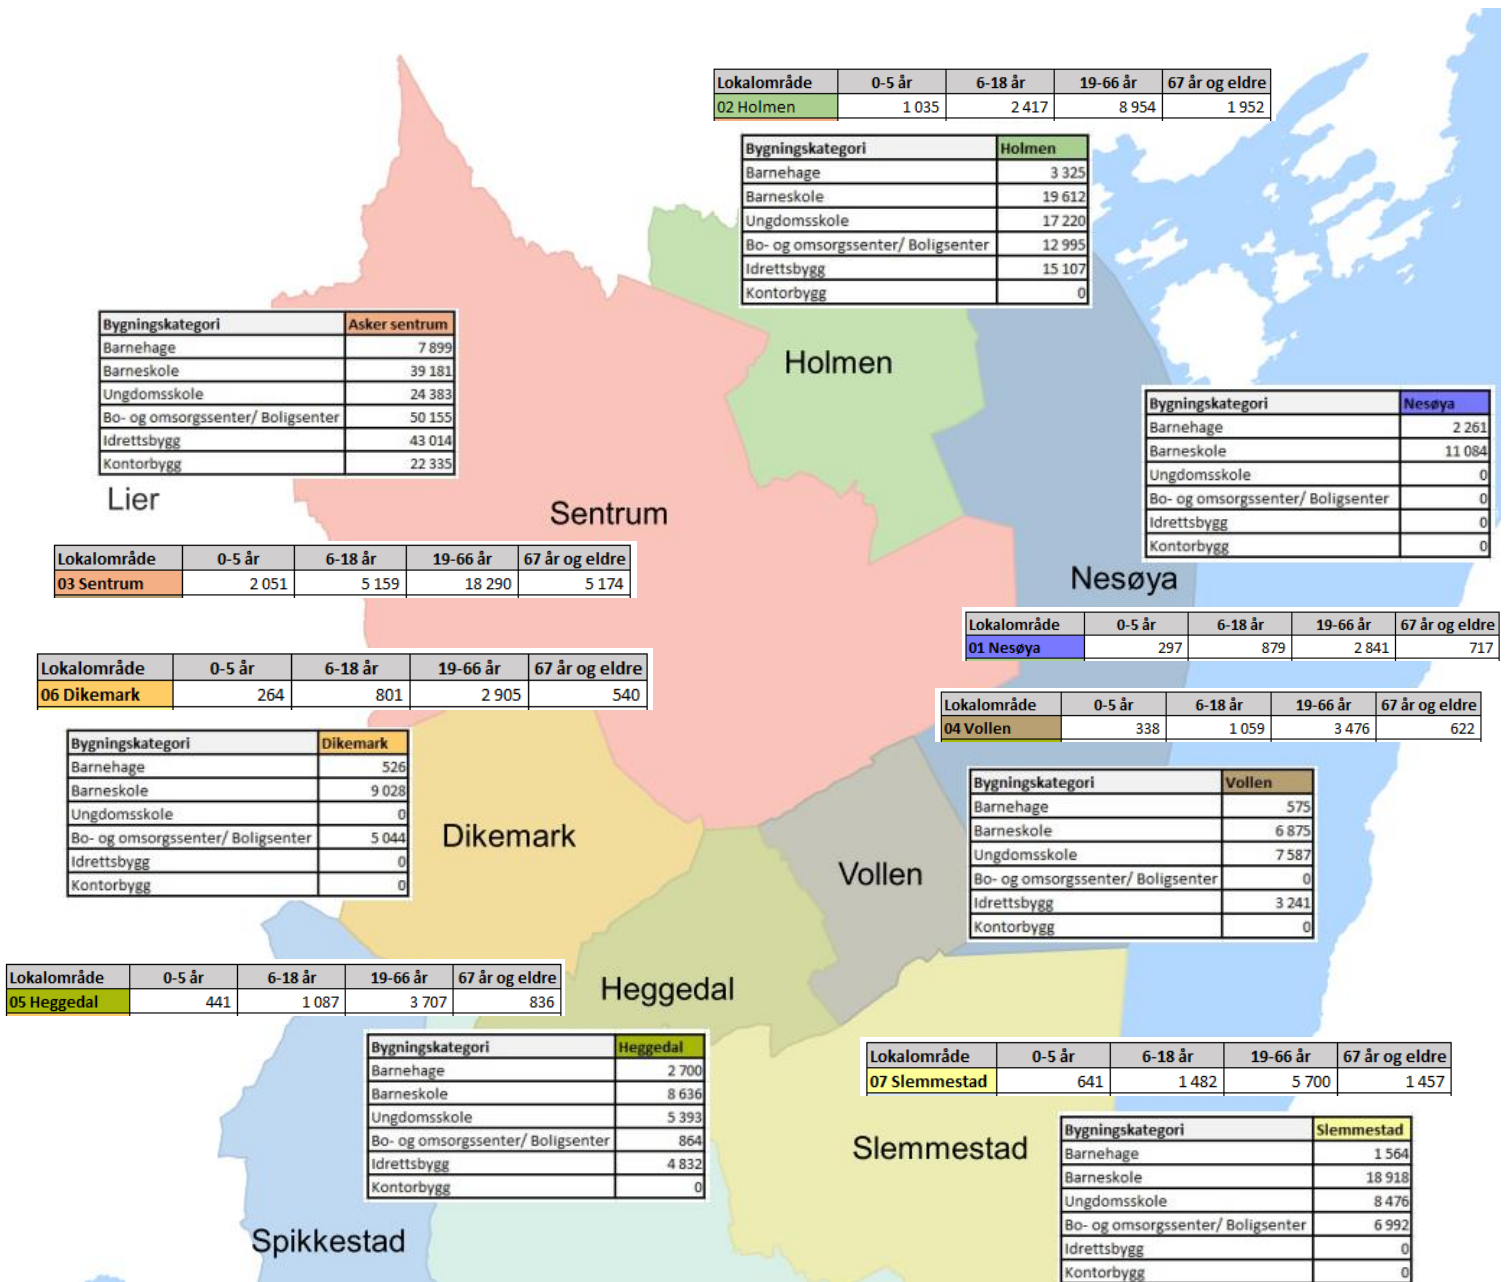 Lokalområde 0-5 år 6-18 år 19-66 år 67 år og eldre
02 Holmen 1 035 2 417 8 954 1 952
Bygningskategori Holmen
Barnehage 3 325
Barneskole 19 612
Ungdomsskole 17 220
Bo- og omsorgssenter/ Boligsenter 12 995
Idrettsbygg 15 107
Kontorbygg 0
Holmen
Bygningskategori Asker sentrum
Barnehage 7 899
Barneskole 39 181
Ungdomsskole 24 383
Bo- og omsorgssenter/ Boligsenter 50 155
Idrettsbygg 43 014
Kontorbygg 22 335
Lier
Sentrum
Bygningskategori Nesøya
Barnehage 2 261
Barneskole 11 084
Ungdomsskole 0
Bo- og omsorgssenter/ Boligsenter 0
Idrettsbygg 0
Kontorbygg 0
Nesøya
Lokalområde 0-5 år 6-18 år 19-66 år 67 år og eldre
03 Sentrum 2 051 5 159 18 290 5 174
Lokalområde 0-5 år 6-18 år 19-66 år 67 år og eldre
01 Nesøya 297 879 2 841 717
Lokalområde 0-5 år 6-18 år 19-66 år 67 år og eldre
06 Dikemark 264 801 2 905 540
Lokalområde 0-5 år 6-18 år 19-66 år 67 år og eldre
04 Vollen 338 1 059 3 476 622
Bygningskategori Dikemark
Barnehage 526
Barneskole 9 028
Ungdomsskole 0
Bo- og omsorgssenter/ Boligsenter 5 044
Idrettsbygg 0
Kontorbygg 0
Dikemark
Vollen
Bygningskategori Vollen
Barnehage 575
Barneskole 6 875
Ungdomsskole 7 587
Bo- og omsorgssenter/ Boligsenter 0
Idrettsbygg 3 241
Kontorbygg 0
Lokalområde 0-5 år 6-18 år 19-66 år 67 år og eldre
05 Heggedal 441 1 087 3 707 836
Heggedal
Bygningskategori Heggedal
Barnehage 2 700
Barneskole 8 636
Ungdomsskole 5 393
Bo- og omsorgssenter/ Boligsenter 864
Idrettsbygg 4 832
Kontorbygg 0
Lokalområde 0-5 år 6-18 år 19-66 år 67 år og eldre
07 Slemmestad 641 1 482 5 700 1 457
Slemmestad
Bygningskategori Slemmestad
Barnehage 1 564
Barneskole 18 918
Ungdomsskole 8 476
Bo- og omsorgssenter/ Boligsenter 6 992
Idrettsbygg 0
Kontorbygg 0
Spikkestad